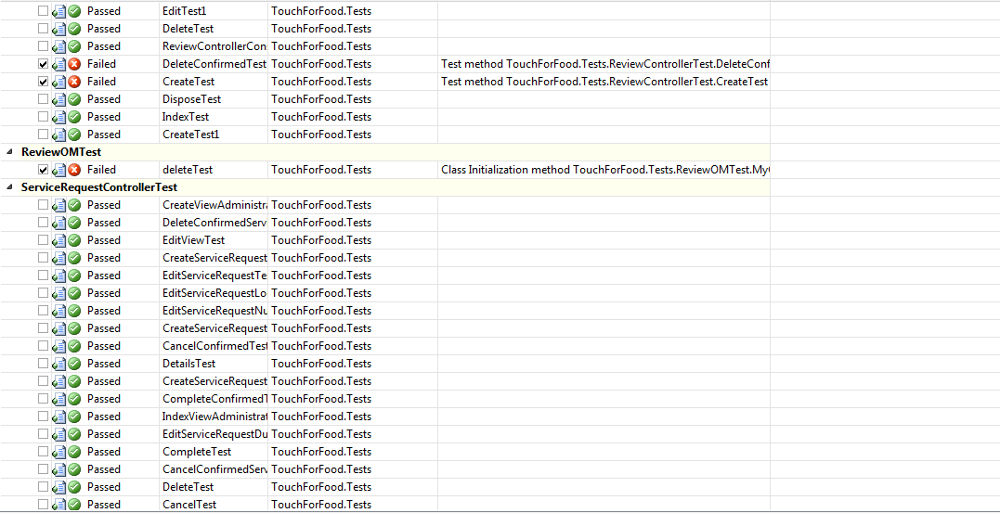 Passed EditTest1 TouchForFood.Tests
Passed DeleteTest TouchForFood.Tests
Passed ReviewControllerCon TouchForFood.Tests
Failed DeleteConfirmedTest TouchForFood.Tests Test method TouchForFood.Tests.ReviewControllerTest.DeleteConf
Failed CreateTest TouchForFood.Tests Test method TouchForFood.Tests.ReviewControllerTest.CreateTest
Passed DisposeTest TouchForFood.Tests
Passed IndexTest TouchForFood.Tests
Passed CreateTest1 TouchForFood.Tests
ReviewOMTest
Failed deleteTest TouchForFood.Tests Class Initialization method TouchForFood.Tests.ReviewOMTest.MyC
ServiceRequestControllerTest
Passed CreateViewAdministra TouchForFood.Tests
Passed DeleteConfirmedServ TouchForFood.Tests
Passed EditViewTest TouchForFood.Tests
Passed CreateServiceRequest TouchForFood.Tests
Passed EditServiceRequestTe TouchForFood.Tests
Passed EditServiceRequestLo TouchForFood.Tests
Passed EditServiceRequestNu TouchForFood.Tests
Passed CreateServiceRequest TouchForFood.Tests
Passed CancelConfirmedTest TouchForFood.Tests
Passed DetailsTest TouchForFood.Tests
Passed CreateServiceRequest TouchForFood.Tests
Passed CompleteConfirmedT TouchForFood.Tests
Passed IndexViewAdministrat TouchForFood.Tests
Passed EditServiceRequestDu TouchForFood.Tests
Passed CompleteTest TouchForFood.Tests
Passed CancelConfirmedServ TouchForFood.Tests
Passed DeleteTest TouchForFood.Tests
Passed CancelTest TouchForFood.Tests